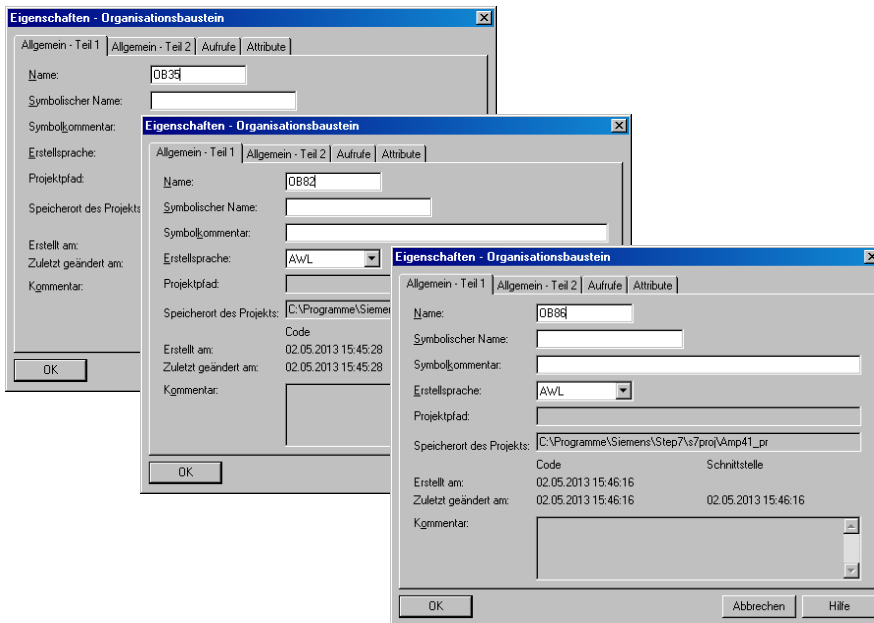 Eigenschaften - Organisationsbaustein
Allgemein - Teil 1 Allgemein - Teil 2 Aufrufe Attribute
Name: OB35
Symbolischer Name:
Symbolkommentar:
Erstellsprache:
Projektpfad:
Speicherort des Projekts
Erstellt am:
Zuletzt geändert am:
Kommentar:
OK
Eigenschaften - Organisationsbaustein
Allgemein - Teil 1 Allgemein - Teil 2 Aufrufe Attribute
Name: OB82
Symbolischer Name:
Symbolkommentar:
Erstellsprache: AWL
Projektpfad:
Speicherort des Projekts: C:\Programme\Siemen
Code
Erstellt am: 02.05.2013 15:45:28
Zuletzt geändert am: 02.05.2013 15:45:28
Kommentar:
OK
Eigenschaften - Organisationsbaustein
Allgemein - Teil 1 Allgemein - Teil 2 Aufrufe Attribute
Name: OB86
Symbolischer Name:
Symbolkommentar:
Erstellsprache: AWL
Projektpfad:
Speicherort des Projekts: C:\Programme\Siemens\Step7\s7proj\Amp41_pr
Code Schnittstelle
Erstellt am: 02.05.2013 15:46:16
Zuletzt geändert am: 02.05.2013 15:46:16 02.05.2013 15:46:16
Kommentar:
OK Abbrechen Hilfe